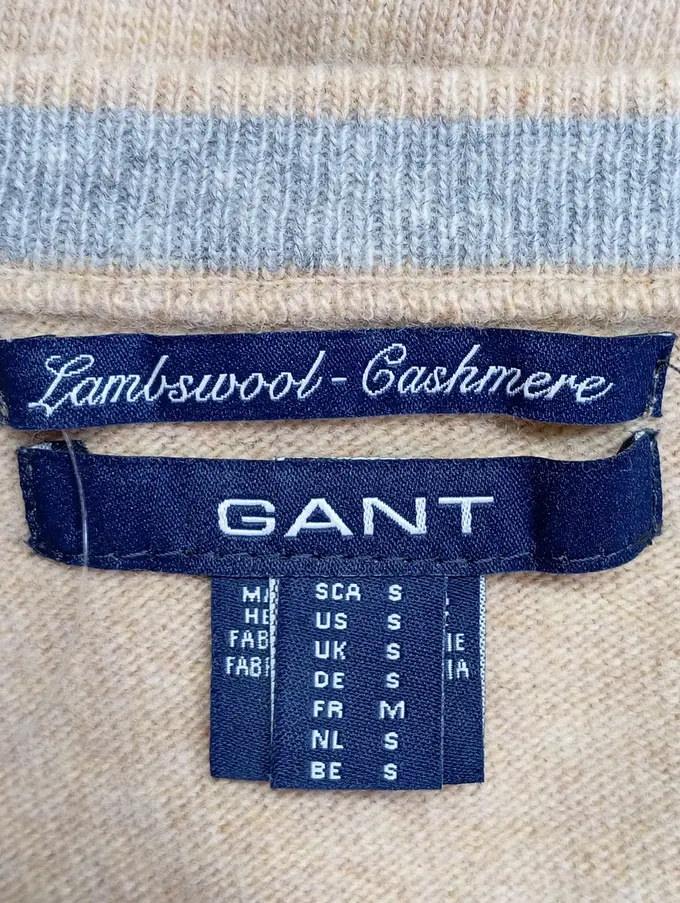 Lambswool - Cashmere
GANT
SCA S
US S
UK S
DE S
FR M
NL S
BE S